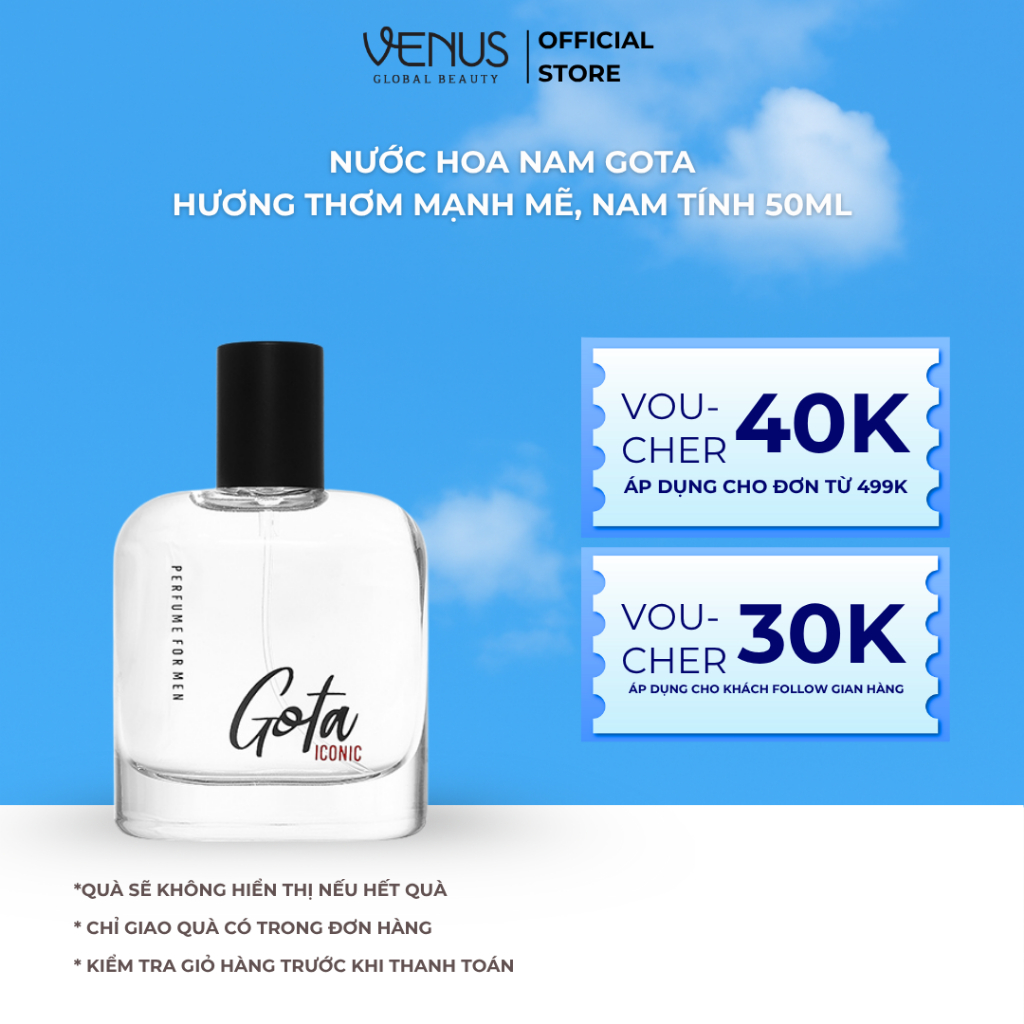 VENUS
GLOBAL BEAUTY
OFFICIAL
STORE
NƯỚC HOA NAM GOTA
HƯƠNG THƠM MẠNH MẼ, NAM TÍNH 50ML
VOU-
CHER
40K
ÁP DỤNG CHO ĐƠN TỪ 499K
VOU-
CHER
30K
ÁP DỤNG CHO KHÁCH FOLLOW GIAN HÀNG
PERFUME FOR MEN
Gota
ICONIC
*QUÀ SẼ KHÔNG HIỂN THỊ NẾU HẾT QUÀ
* CHỈ GIAO QUÀ CÓ TRONG ĐƠN HÀNG
* KIỂM TRA GIỎ HÀNG TRƯỚC KHI THANH TOÁN